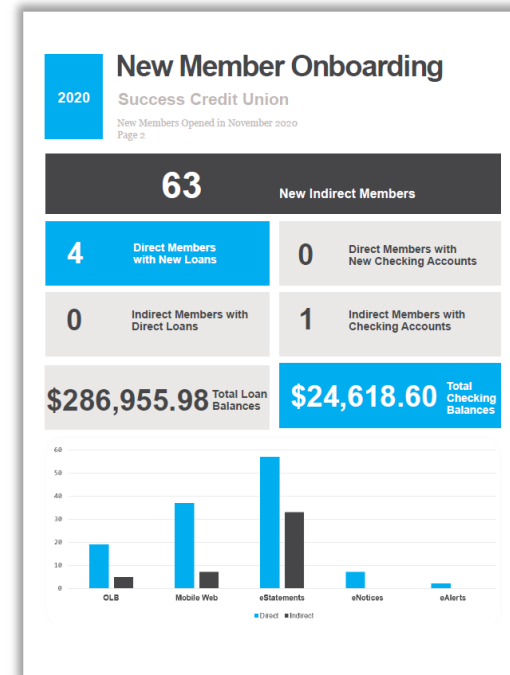 2020
New Member Onboarding
Success Credit Union
New Members Opened in November 2020
Page 2
63
New Indirect Members
4
Direct Members
with New Loans
0
Direct Members with
New Checking Accounts
0
Indirect Members with
Direct Loans
1
Indirect Members with
Checking Accounts
$286,955.98
Total Loan
Balances
$24,618.60
Total
Checking
Balances
60
50
40
30
20
10
0
OLB
Mobile Web
eStatements
eNotices
eAlerts
Direct
Indirect